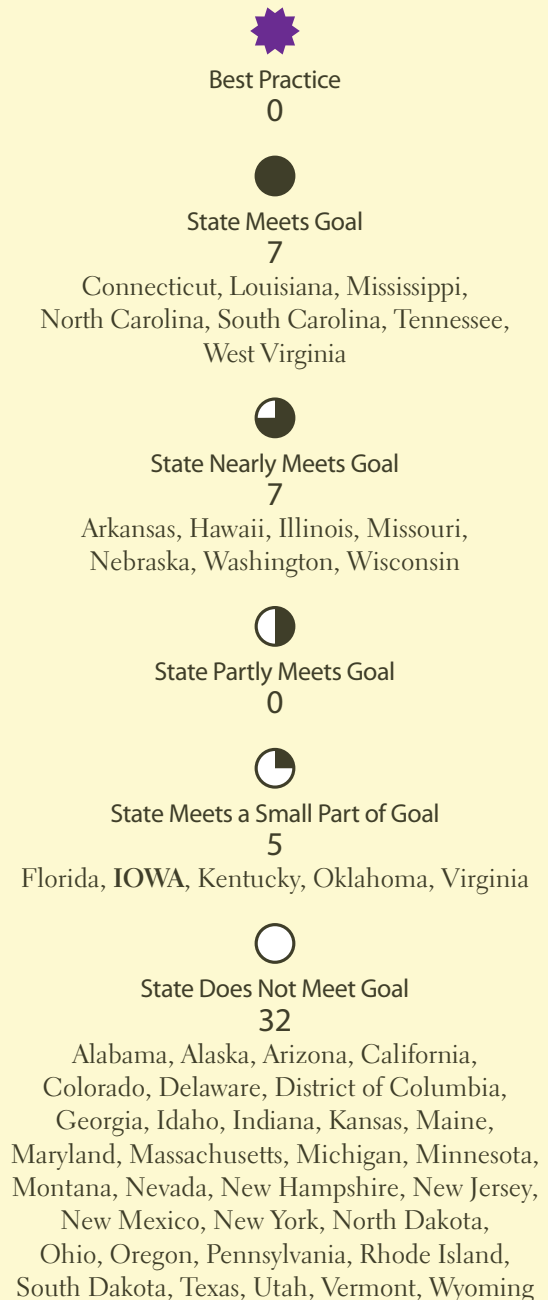 Best Practice
0
State Meets Goal
7
Connecticut, Louisiana, Mississippi,
North Carolina, South Carolina, Tennessee,
West Virginia
State Nearly Meets Goal
7
Arkansas, Hawaii, Illinois, Missouri,
Nebraska, Washington, Wisconsin
State Partly Meets Goal
0
State Meets a Small Part of Goal
5
Florida, IOWA, Kentucky, Oklahoma, Virginia
State Does Not Meet Goal
32
Alabama, Alaska, Arizona, California,
Colorado, Delaware, District of Columbia,
Georgia, Idaho, Indiana, Kansas, Maine,
Maryland, Massachusetts, Michigan, Minnesota,
Montana, Nevada, New Hampshire, New Jersey,
New Mexico, New York, North Dakota,
Ohio, Oregon, Pennsylvania, Rhode Island,
South Dakota, Texas, Utah, Vermont, Wyoming